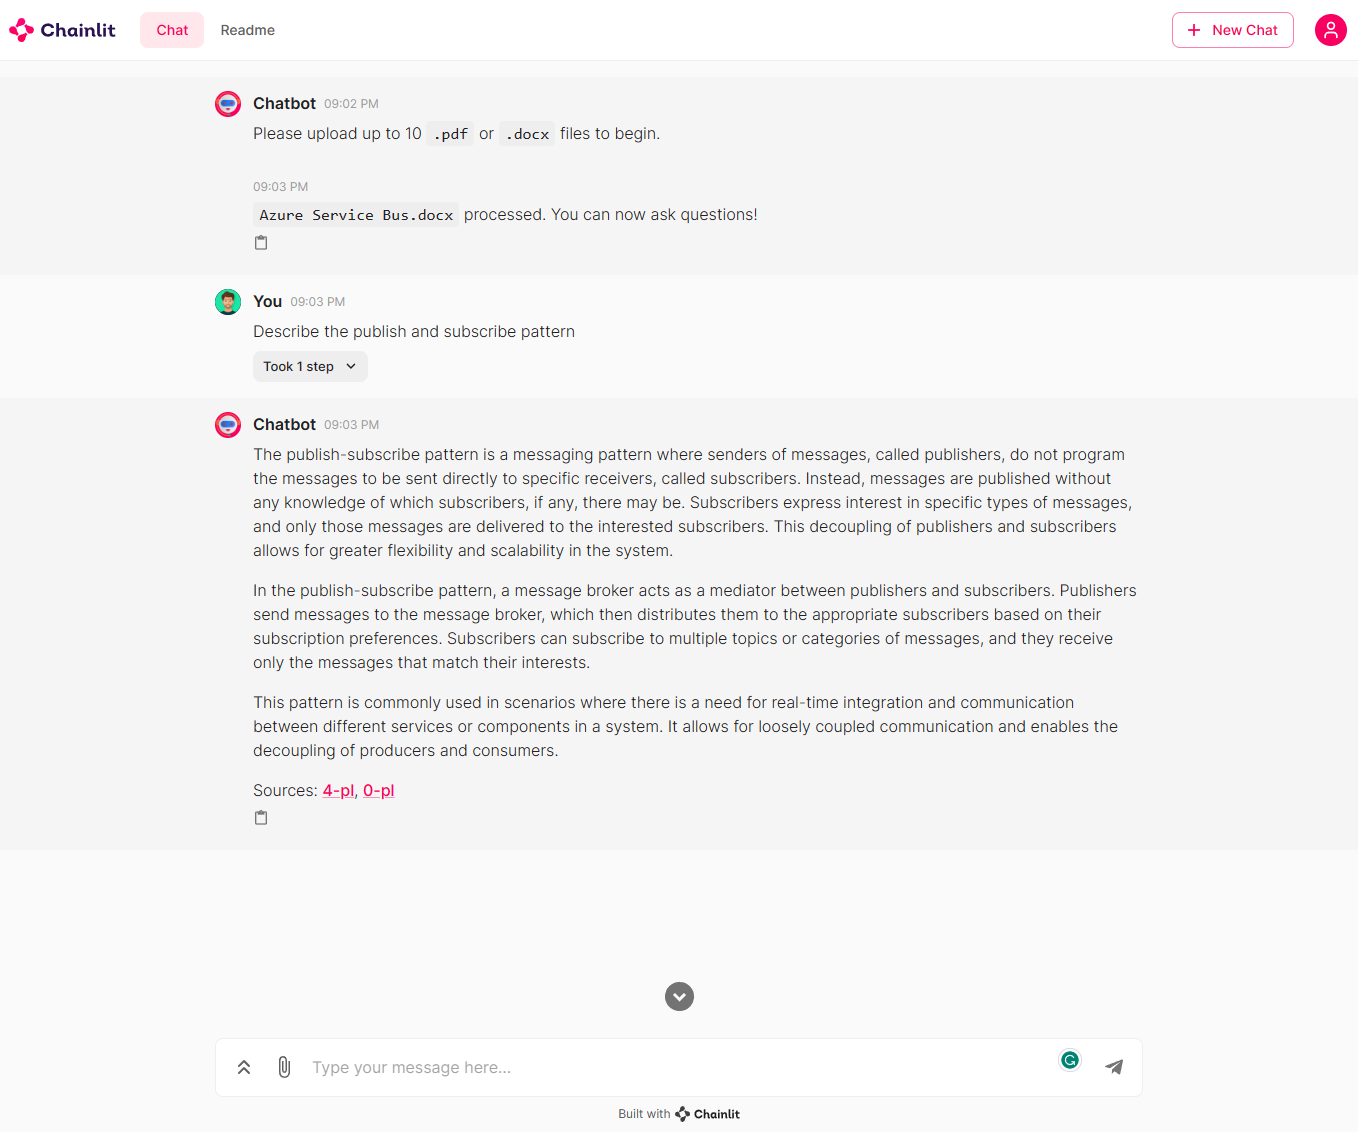 Chainlit
Chat
Readme
New Chat
Chatbot 09:02 PM
Please upload up to 10 .pdf or .docx files to begin.
09:03 PM
Azure Service Bus.docx processed. You can now ask questions!
You 09:03 PM
Describe the publish and subscribe pattern
Took 1 step
Chatbot 09:03 PM
The publish-subscribe pattern is a messaging pattern where senders of messages, called publishers, do not program
the messages to be sent directly to specific receivers, called subscribers. Instead, messages are published without
any knowledge of which subscribers, if any, there may be. Subscribers express interest in specific types of messages,
and only those messages are delivered to the interested subscribers. This decoupling of publishers and subscribers
allows for greater flexibility and scalability in the system.
In the publish-subscribe pattern, a message broker acts as a mediator between publishers and subscribers. Publishers
send messages to the message broker, which then distributes them to the appropriate subscribers based on their
subscription preferences. Subscribers can subscribe to multiple topics or categories of messages, and they receive
only the messages that match their interests.
This pattern is commonly used in scenarios where there is a need for real-time integration and communication
between different services or components in a system. It allows for loosely coupled communication and enables the
decoupling of producers and consumers.
Sources: 4-pl, 0-pl
Type your message here...
Built with Chainlit